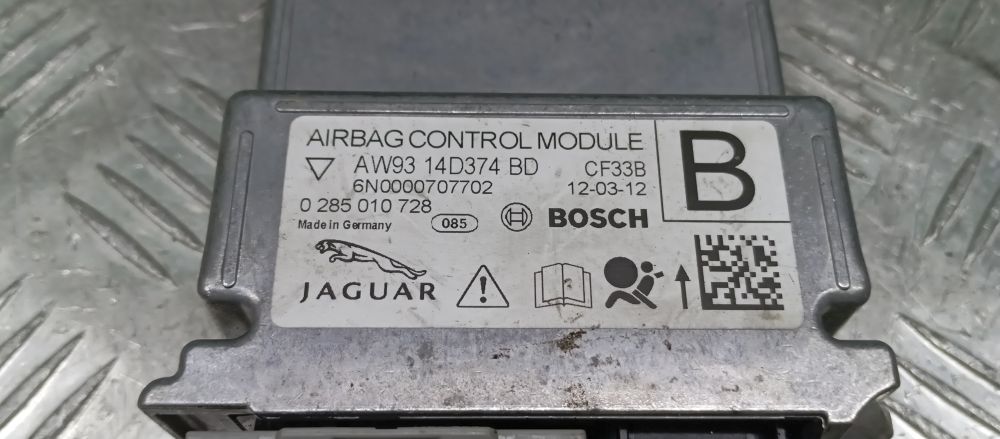 AIRBAG CONTROL MODULE
B
AW93 14D374 BD CF33B
6N0000707702 12-03-12
0 285 010 728
Made in Germany 085 BOSCH
JAGUAR